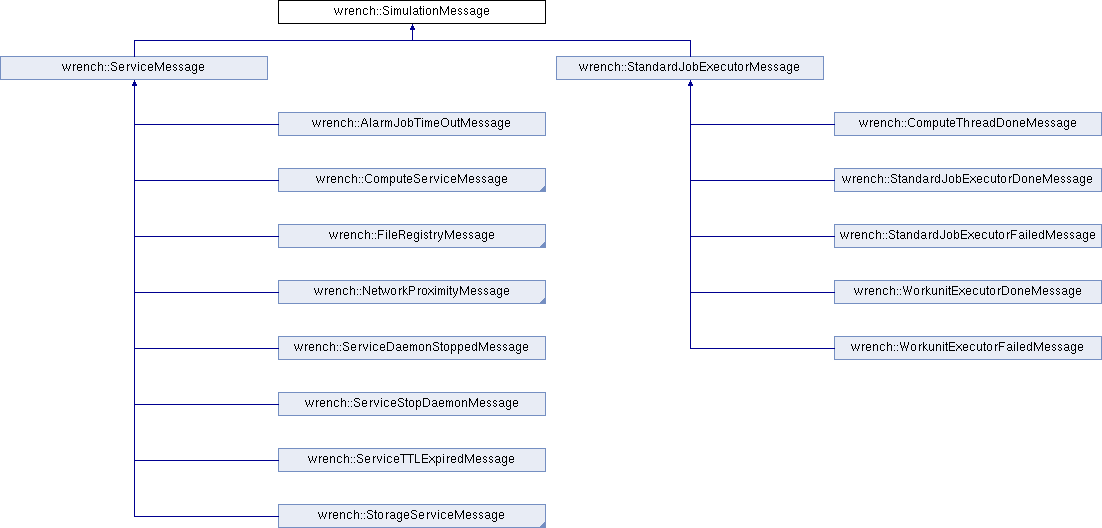 wrench::SimulationMessage
wrench::ServiceMessage
wrench::StandardJobExecutorMessage
wrench::AlarmJobTimeOutMessage
wrench::ComputeThreadDoneMessage
wrench::ComputeServiceMessage
wrench::StandardJobExecutorDoneMessage
wrench::FileRegistryMessage
wrench::StandardJobExecutorFailedMessage
wrench::NetworkProximityMessage
wrench::WorkunitExecutorDoneMessage
wrench::ServiceDaemonStoppedMessage
wrench::WorkunitExecutorFailedMessage
wrench::ServiceStopDaemonMessage
wrench::ServiceTTLExpiredMessage
wrench::StorageServiceMessage